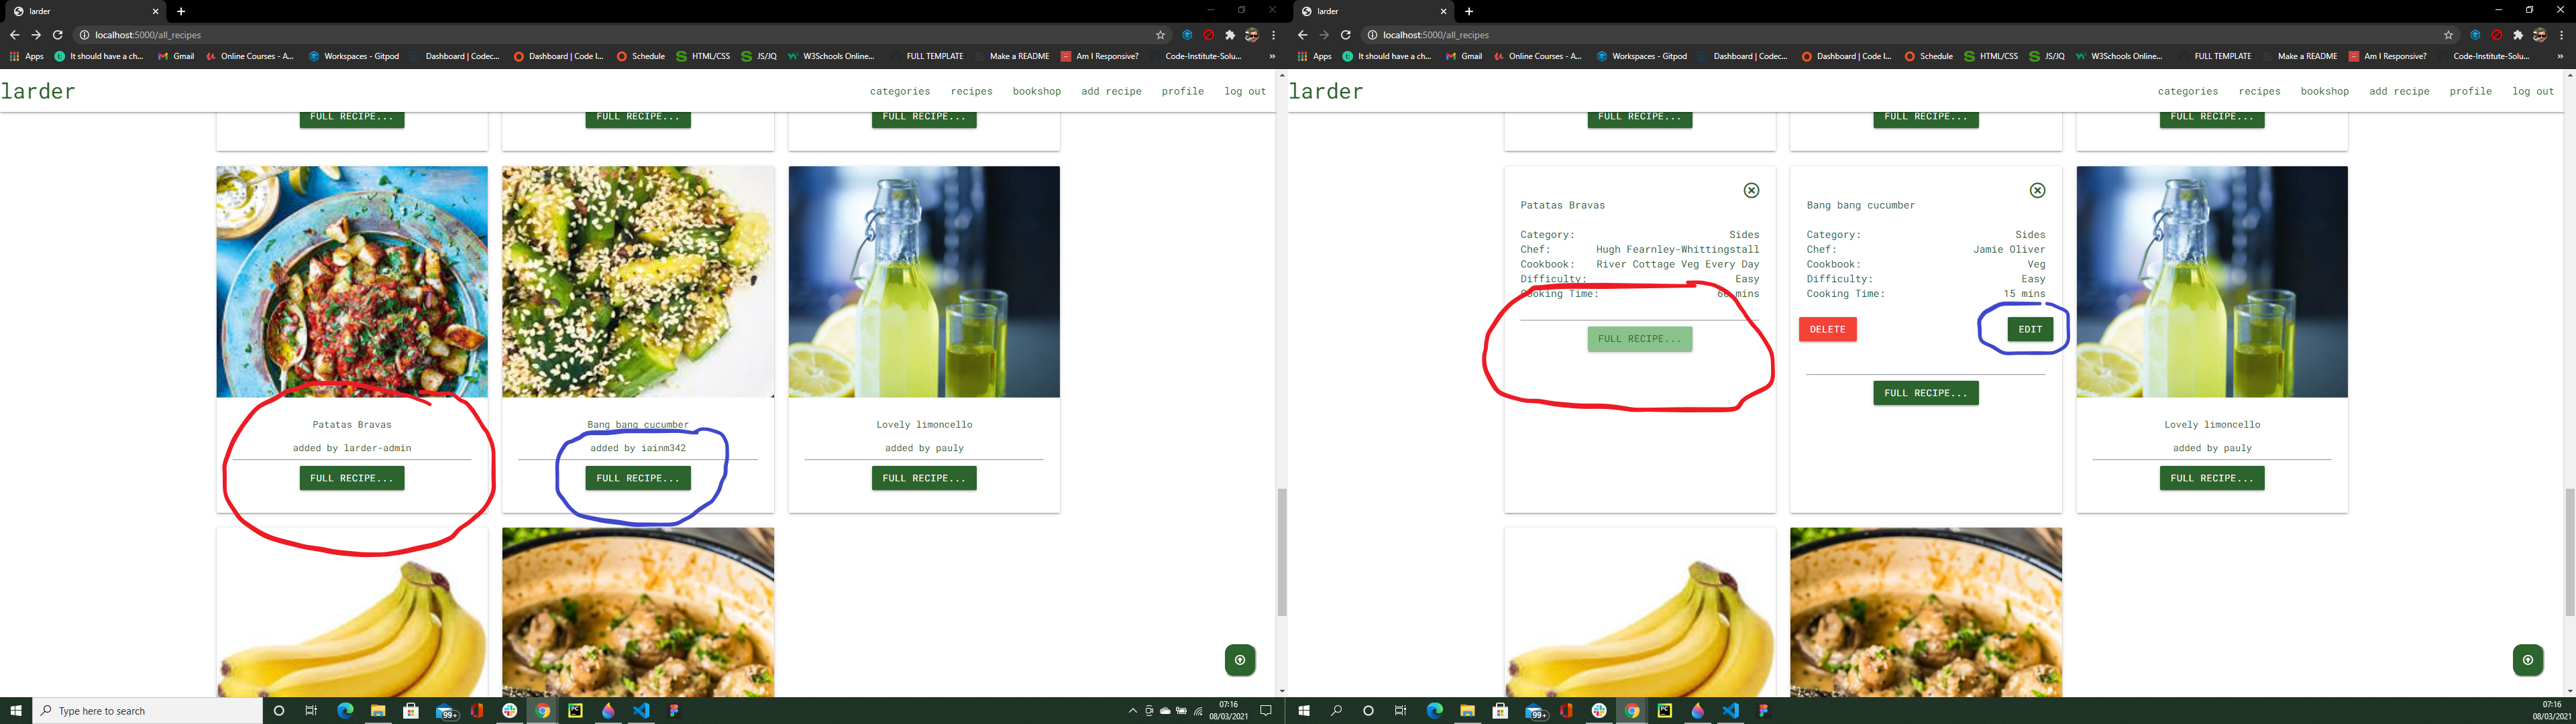 larder
larder
localhost:5000/all_recipes
localhost:5000/all_recipes
Apps It should have a ch... Gmail Online Courses - A... Workspaces - Gitpod Dashboard | Codec... Dashboard | Code I... Schedule HTML/CSS JS/JQ W3Schools Online... FULL TEMPLATE Make a README Am I Responsive? Code-Institute-Solu... »
Apps It should have a ch... Gmail Online Courses - A... Workspaces - Gitpod Dashboard | Codec... Dashboard | Code I... Schedule HTML/CSS JS/JQ W3Schools Online... FULL TEMPLATE Make a README Am I Responsive? Code-Institute-Solu... »
larder categories recipes bookshop add recipe profile log out
FULL RECIPE... FULL RECIPE... FULL RECIPE...
Patatas Bravas Bang bang cucumber Lovely limoncello
added by larder-admin added by iainm342 added by pauly
FULL RECIPE... FULL RECIPE... FULL RECIPE...
Type here to search
99+
07:16
08/03/2021
larder categories recipes bookshop add recipe profile log out
FULL RECIPE... FULL RECIPE... FULL RECIPE...
Patatas Bravas
Category: Sides
Chef: Hugh Fearnley-Whittingstall
Cookbook: River Cottage Veg Every Day
Difficulty: Easy
Cooking Time: 60 mins
FULL RECIPE...
Bang bang cucumber
Category: Sides
Chef: Jamie Oliver
Cookbook: Veg
Difficulty: Easy
Cooking Time: 15 mins
DELETE EDIT
FULL RECIPE...
Lovely limoncello
added by pauly
FULL RECIPE...
99+
07:16
08/03/2021